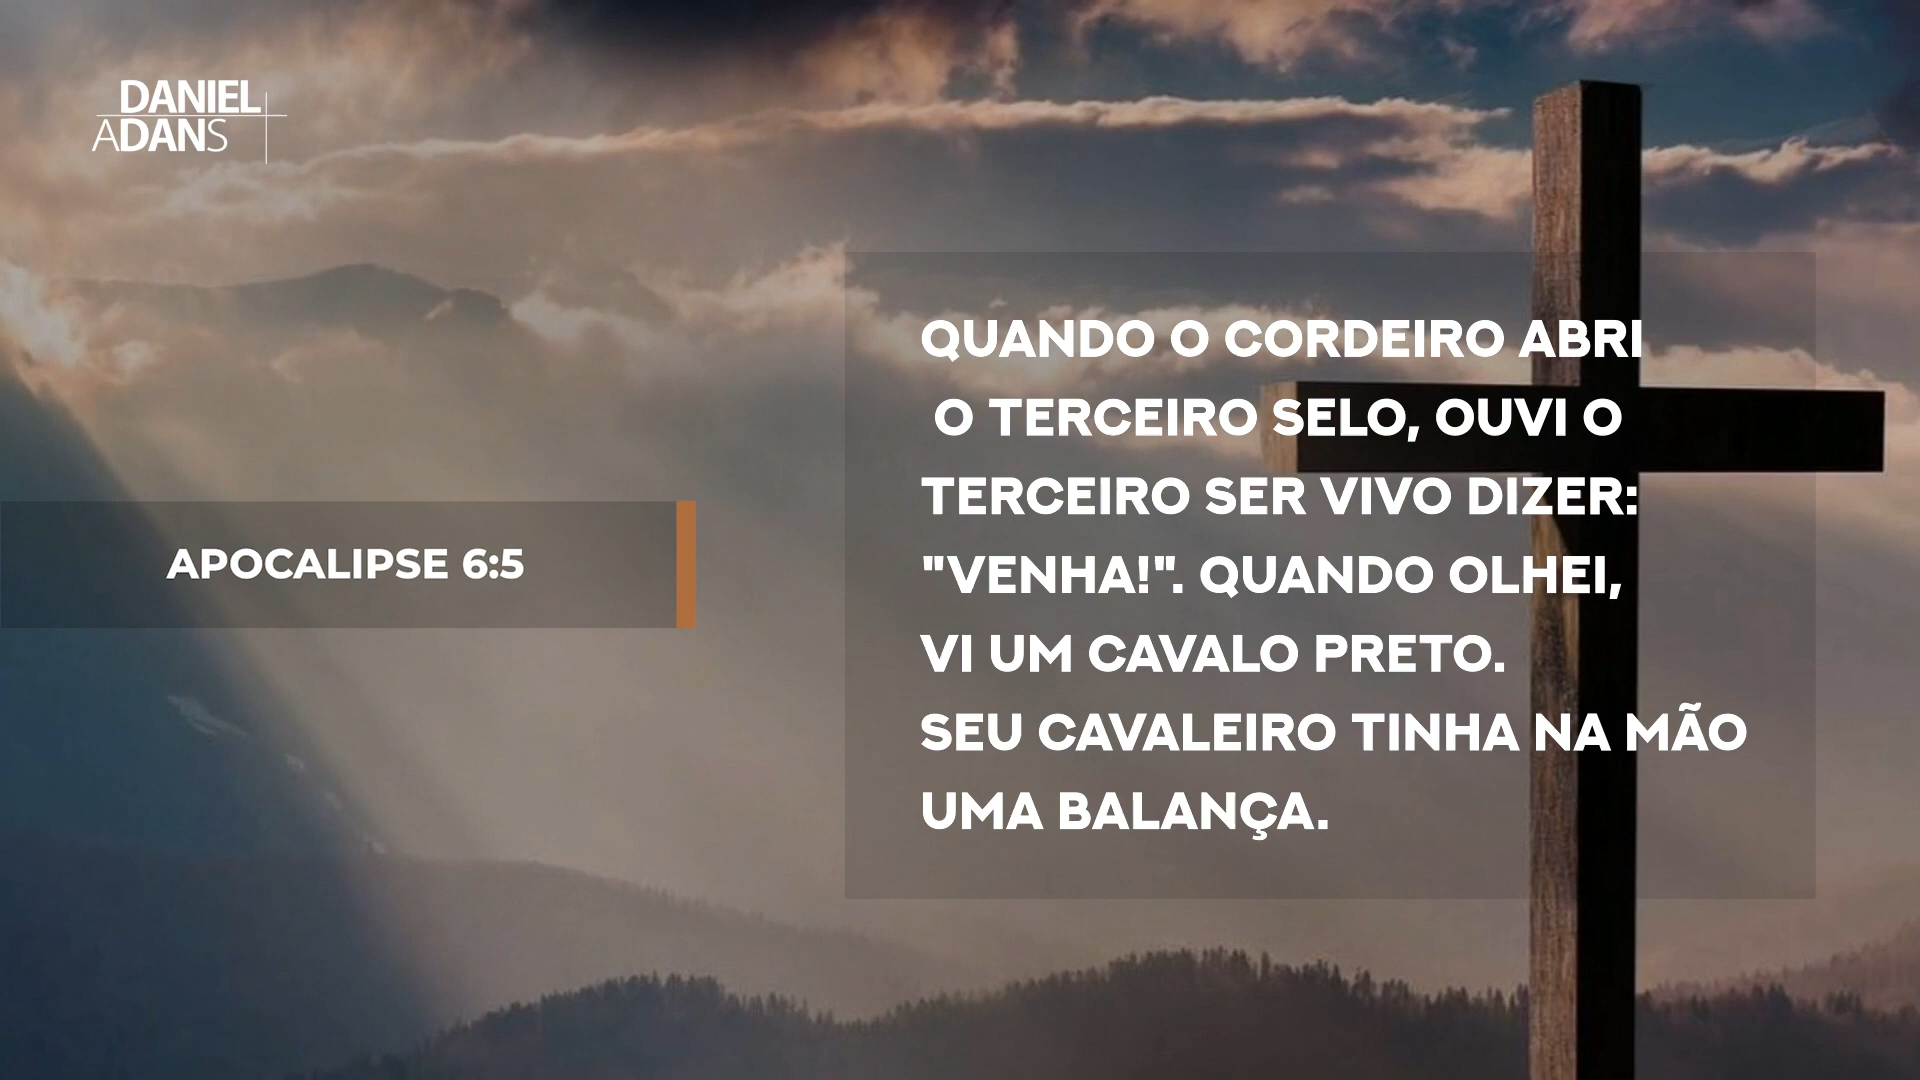 DANIEL
ADANS
APOCALIPSE 6:5
QUANDO O CORDEIRO ABRI
O TERCEIRO SELO, OUVI O
TERCEIRO SER VIVO DIZER:
"VENHA!". QUANDO OLHEI,
VI UM CAVALO PRETO.
SEU CAVALEIRO TINHA NA MÃO
UMA BALANÇA.